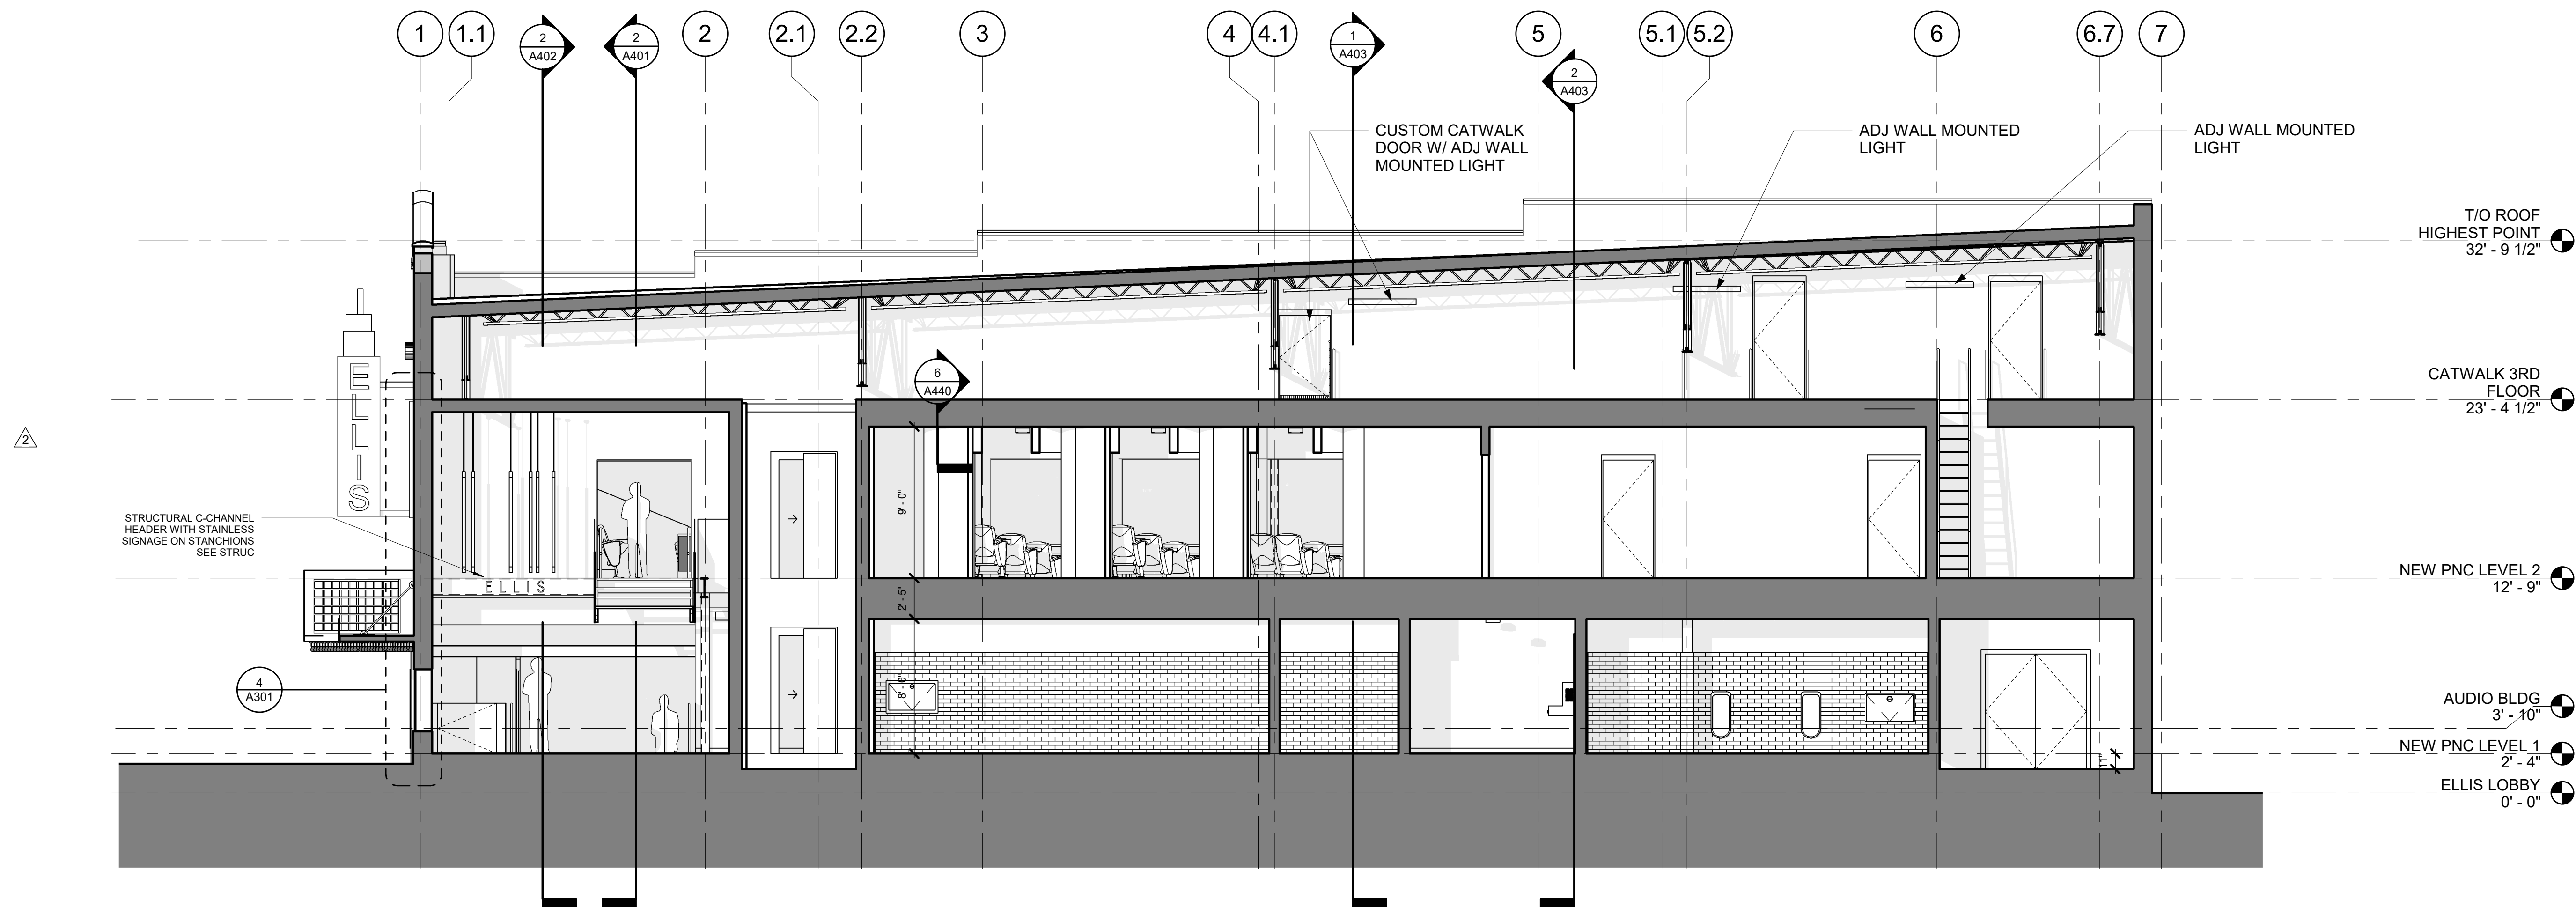 1
1.1
2
A402
2
A401
2
2.1
2.2
3
4
4.1
1
A403
5
2
A403
5.1
5.2
6
6.7
7
CUSTOM CATWALK
DOOR W/ ADJ WALL
MOUNTED LIGHT
ADJ WALL MOUNTED
LIGHT
ADJ WALL MOUNTED
LIGHT
T/O ROOF
HIGHEST POINT
32' - 9 1/2"
ELLIS
6
A440
CATWALK 3RD
FLOOR
23' - 4 1/2"
2
STRUCTURAL C-CHANNEL
HEADER WITH STAINLESS
SIGNAGE ON STANCHIONS
SEE STRUC
9' - 0"
ELLIS
2' - 5"
NEW PNC LEVEL 2
12' - 9"
4
A301
8' - 0"
AUDIO BLDG
3' - 10"
NEW PNC LEVEL 1
2' - 4"
11"
ELLIS LOBBY
0' - 0"